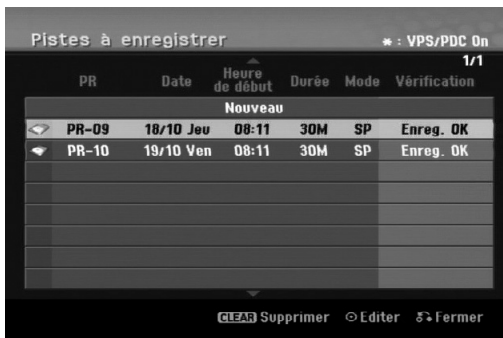 Pistes à enregistrer
* : VPS/PDC On
1/1
PR Date Heure de début Durée Mode Vérification
Nouveau
PR-09 18/10 Jeu 08:11 30M SP Enreg. OK
PR-10 19/10 Ven 08:11 30M SP Enreg. OK
CLEAR Supprimer Editer Fermer